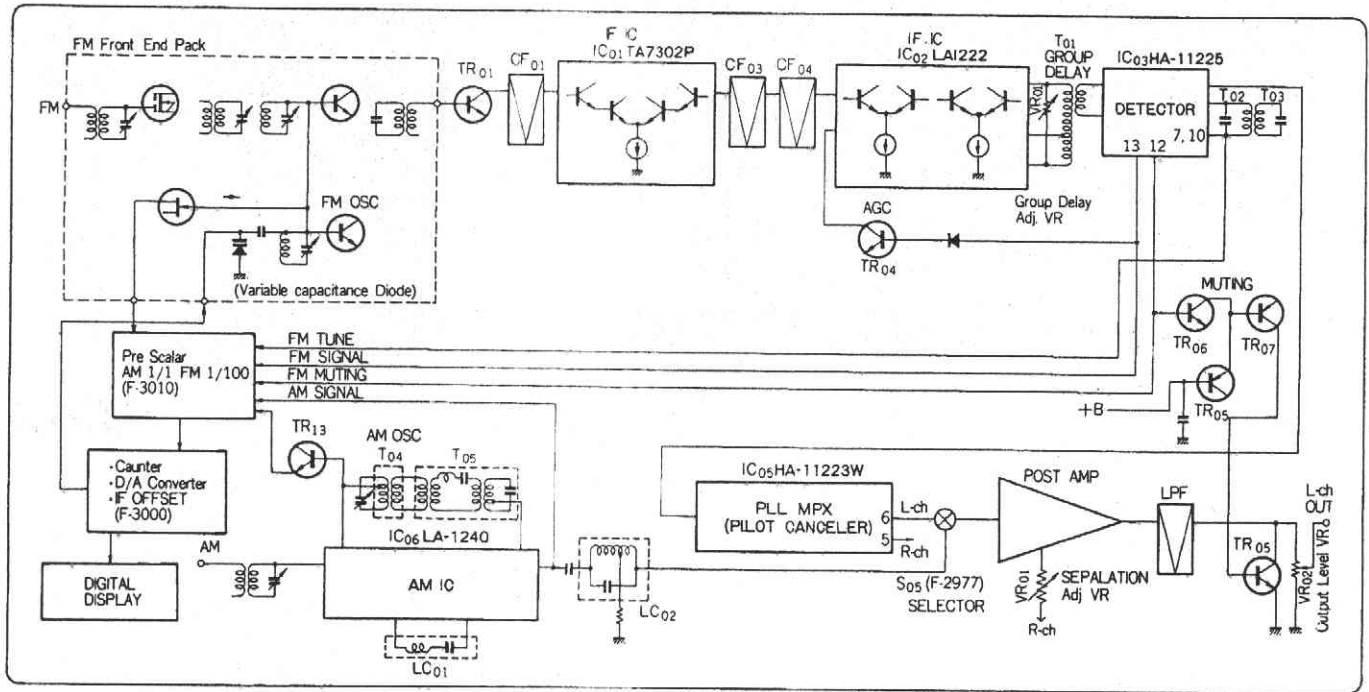 FM Front End Pack
FM
FM OSC
(Variable capacitance Diode)
TR01
CF01
IF IC
IC01 TA7302P
CF03
CF04
IF. IC
IC02 LA1222
VR01
T01
GROUP
DELAY
IC03 HA-11225
DETECTOR
T02
T03
7, 10
13
12
Group Delay
Adj. VR
AGC
TR04
MUTING
TR06
TR07
TR05
+B
Pre Scalar
AM 1/1 FM 1/100
(F-3010)
FM TUNE
FM SIGNAL
FM MUTING
AM SIGNAL
TR13
AM OSC
T04
T05
·Caunter
·D/A Converter
·IF OFFSET
(F-3000)
DIGITAL
DISPLAY
AM
IC06 LA-1240
AM IC
LC01
LC02
IC05 HA-11223W
PLL MPX
(PILOT CANCELER)
6
5
L-ch
R-ch
S05 (F-2977)
SELECTOR
POST AMP
VR01
SEPALATION
Adj VR
R-ch
LPF
TR05
VR02
Output Level VR
L-ch
OUT